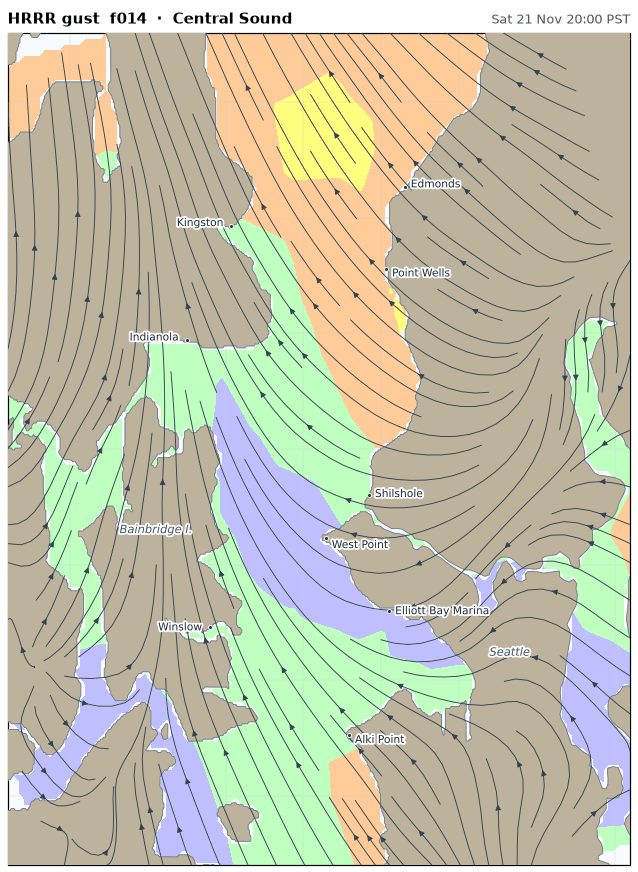 HRRR gust f014 · Central Sound
Sat 21 Nov 20:00 PST
Edmonds
Kingston
Point Wells
Indianola
Shilshole
Bainbridge I.
West Point
Elliott Bay Marina
Winslow
Seattle
Alki Point